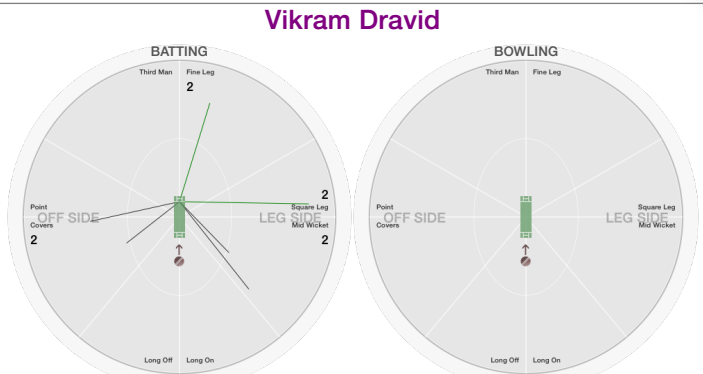 Vikram Dravid
BATTING
Third Man Fine Leg
2
2
Point Square Leg
OFF SIDE LEG SIDE
Covers Mid Wicket
2 2
Long Off Long On
BOWLING
Third Man Fine Leg
Point Square Leg
OFF SIDE LEG SIDE
Covers Mid Wicket
Long Off Long On